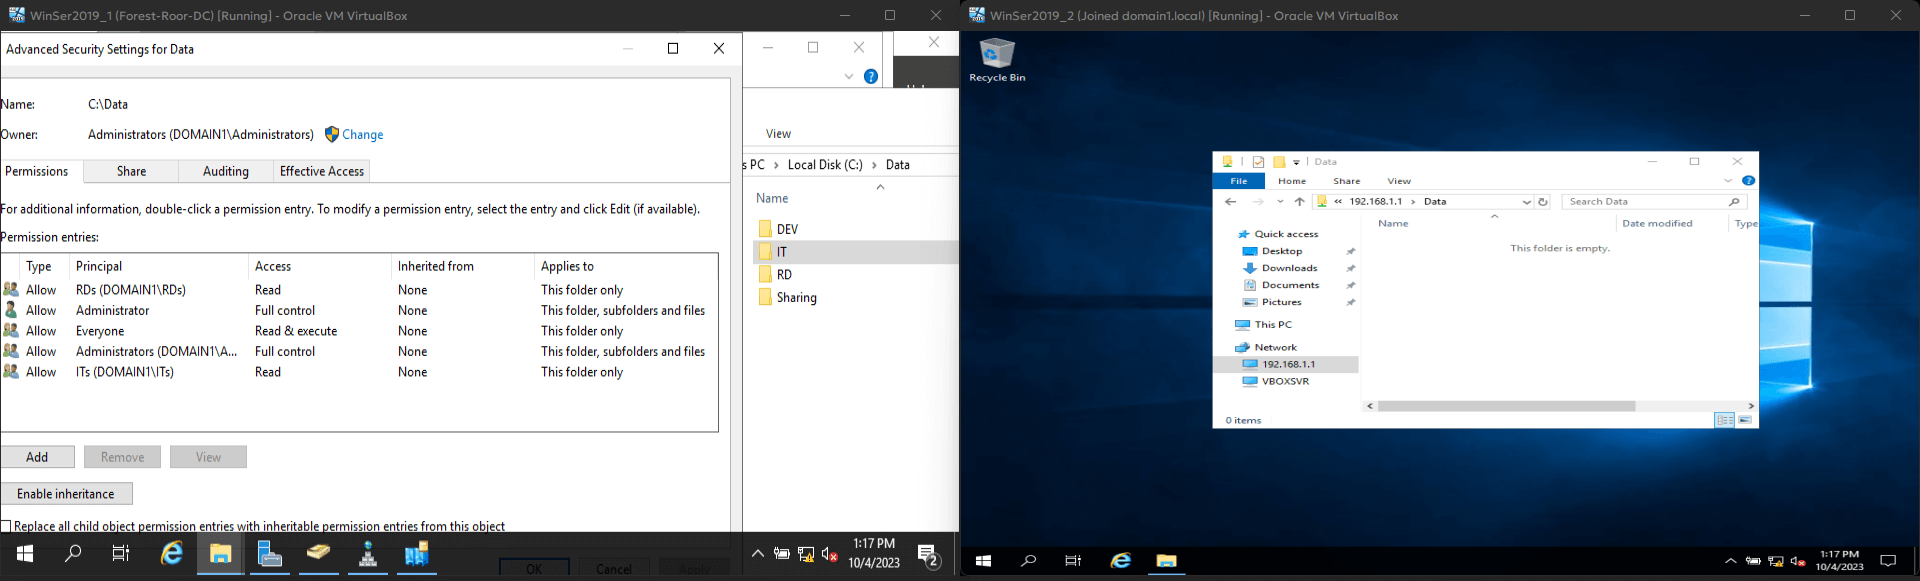 WinSer2019_1 (Forest-Roor-DC) [Running] - Oracle VM VirtualBox
Advanced Security Settings for Data
Name: C:\Data
Owner: Administrators (DOMAIN1\Administrators) Change
Permissions Share Auditing Effective Access
For additional information, double-click a permission entry. To modify a permission entry, select the entry and click Edit (if available).
Permission entries:
Type Principal Access Inherited from Applies to
Allow RDs (DOMAIN1\RDs) Read None This folder only
Allow Administrator Full control None This folder, subfolders and files
Allow Everyone Read & execute None This folder only
Allow Administrators (DOMAIN1\A... Full control None This folder, subfolders and files
Allow ITs (DOMAIN1\ITs) Read None This folder only
Add Remove View
Enable inheritance
Replace all child object permission entries with inheritable permission entries from this object
OK Cancel Apply
View
s PC > Local Disk (C:) > Data
Name
DEV
IT
RD
Sharing
1:17 PM
10/4/2023
2
WinSer2019_2 (Joined domain1.local) [Running] - Oracle VM VirtualBox
Recycle Bin
Data
File Home Share View
« 192.168.1.1 > Data Search Data
Name Date modified Type
This folder is empty.
Quick access
Desktop
Downloads
Documents
Pictures
This PC
Network
192.168.1.1
VBOXSVR
0 items
1:17 PM
10/4/2023